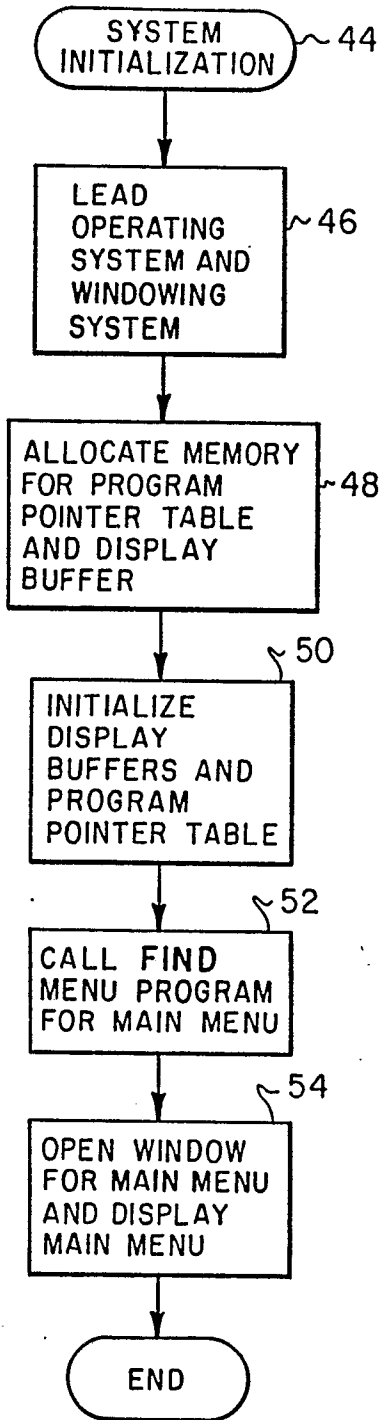 SYSTEM
INITIALIZATION
44
LEAD
OPERATING
SYSTEM AND
WINDOWING
SYSTEM
46
ALLOCATE MEMORY
FOR PROGRAM
POINTER TABLE
AND DISPLAY
BUFFER
48
50
INITIALIZE
DISPLAY
BUFFERS AND
PROGRAM
POINTER TABLE
52
CALL FIND
MENU PROGRAM
FOR MAIN MENU
54
OPEN WINDOW
FOR MAIN MENU
AND DISPLAY
MAIN MENU
END